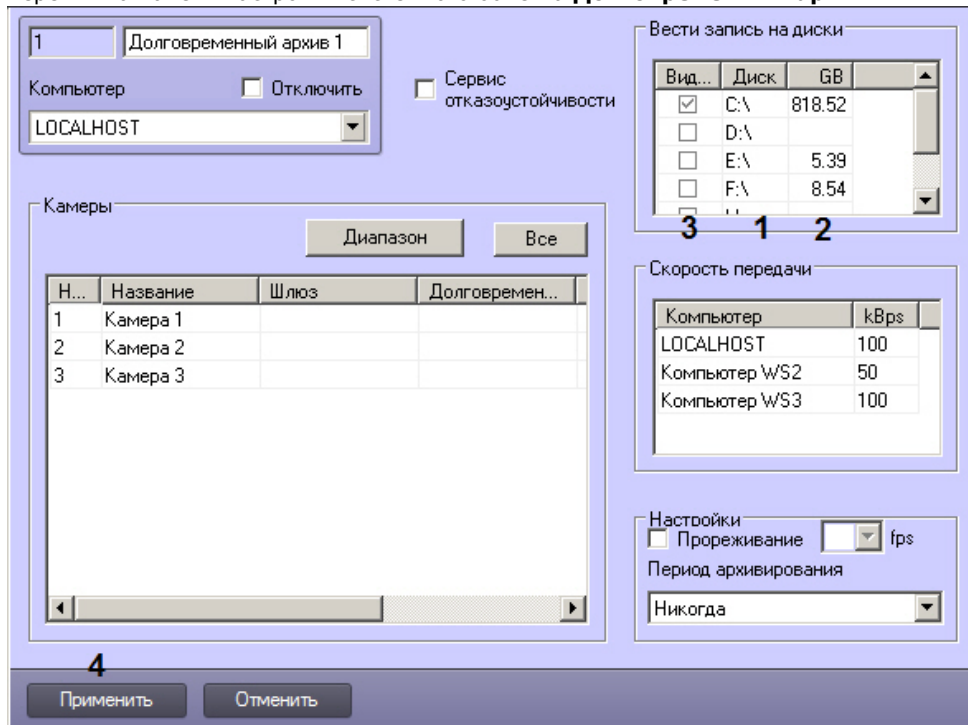 1 Долговременный архив 1
Компьютер Отключить
LOCALHOST
Сервис
отказоустойчивости
Вести запись на диски
Вид... Диск GB
C:\ 818.52
D:\
E:\ 5.39
F:\ 8.54
3 1 2
Камеры
Диапазон Все
Н... Название Шлюз Долговремен...
1 Камера 1
2 Камера 2
3 Камера 3
Скорость передачи
Компьютер kBps
LOCALHOST 100
Компьютер WS2 50
Компьютер WS3 100
Настройки
Прореживание fps
Период архивирования
Никогда
4
Применить Отменить